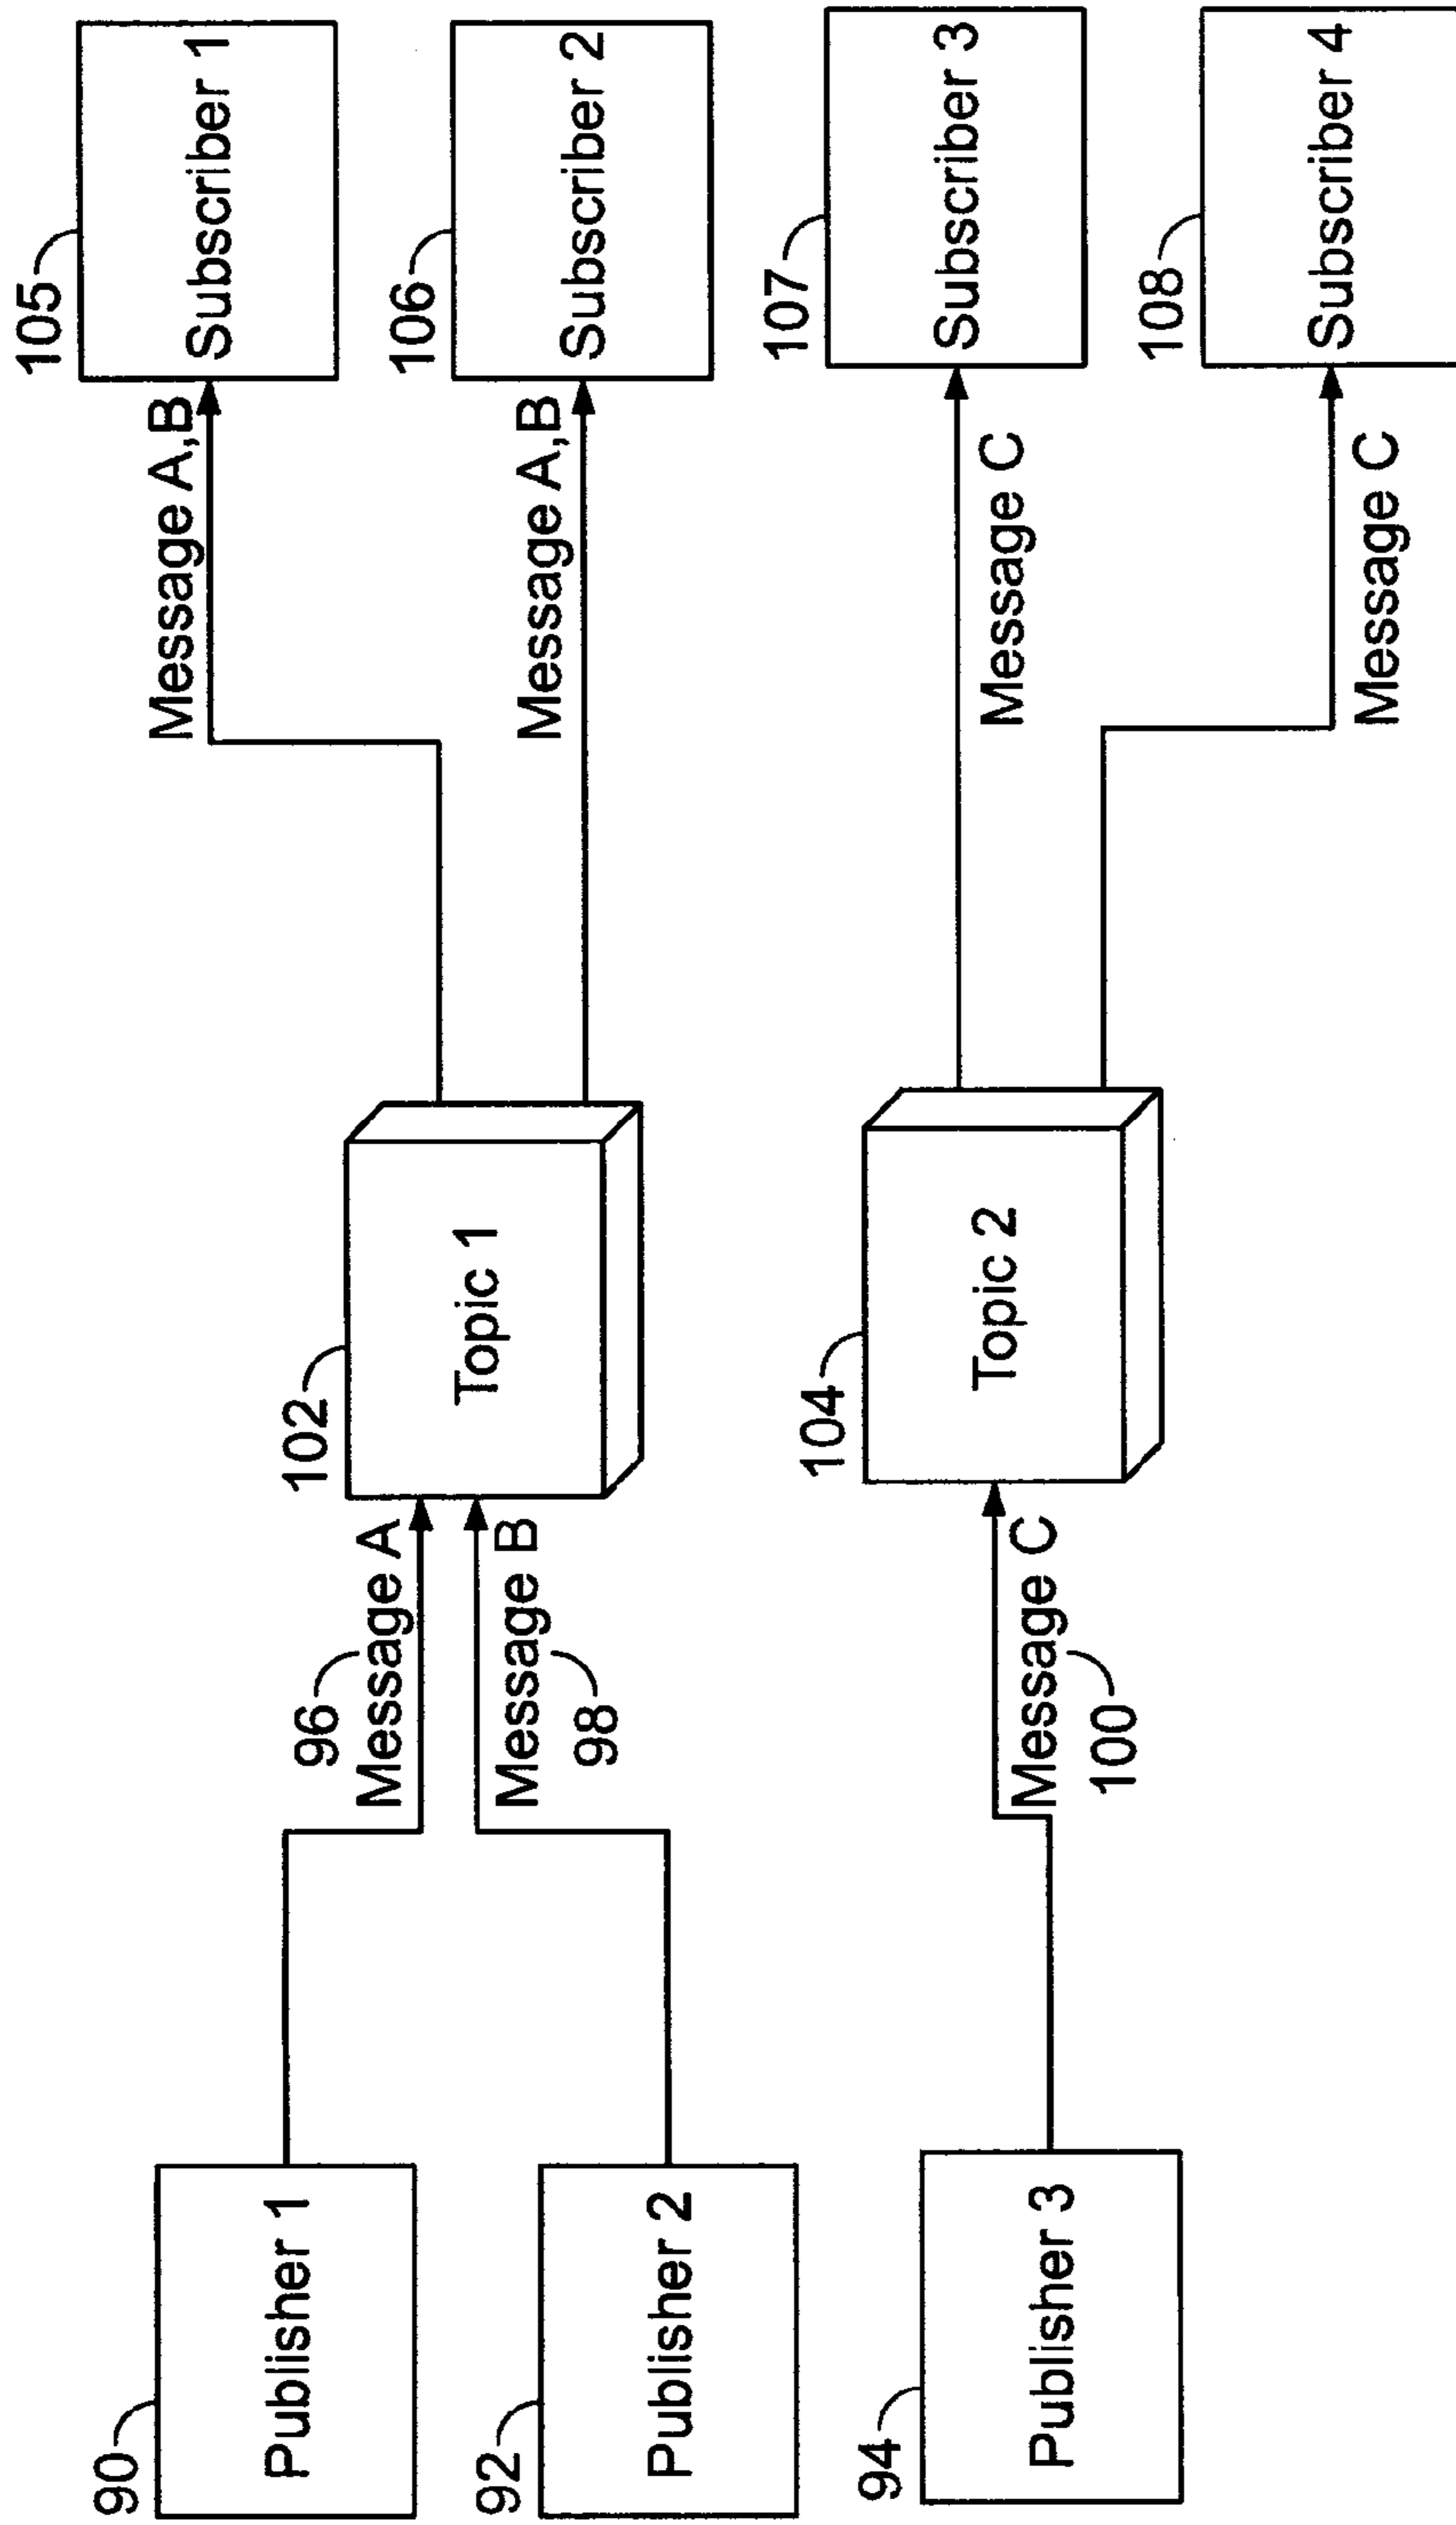 90
Publisher 1
92
Publisher 2
94
Publisher 3
96
Message A
Message B
98
Message C
100
102
Topic 1
104
Topic 2
Message A,B
Message A,B
Message C
Message C
105
Subscriber 1
106
Subscriber 2
107
Subscriber 3
108
Subscriber 4